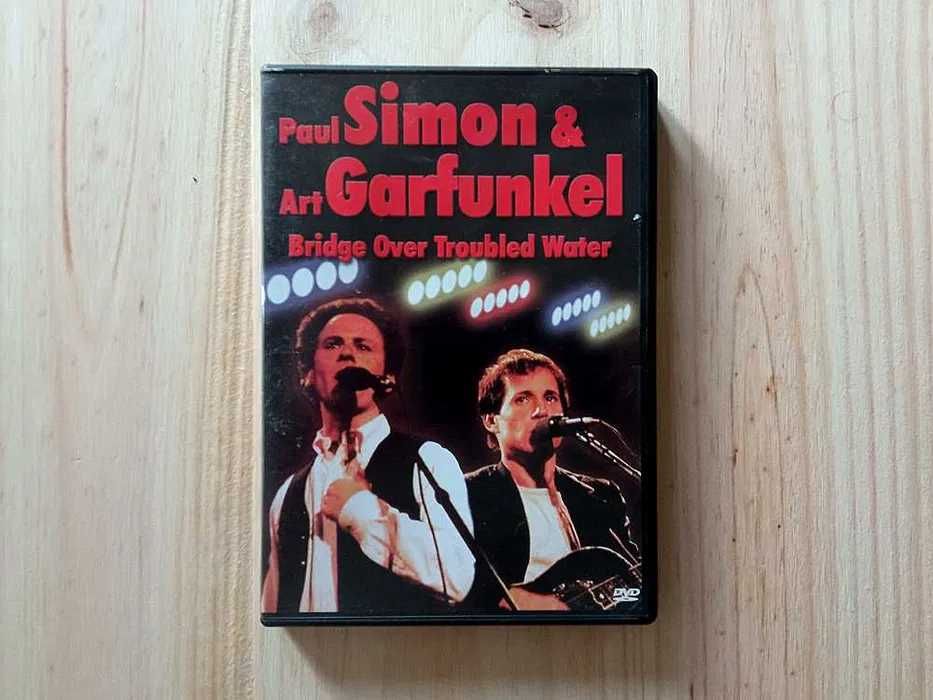 Paul Simon &
Art Garfunkel
Bridge Over Troubled Water
DVD